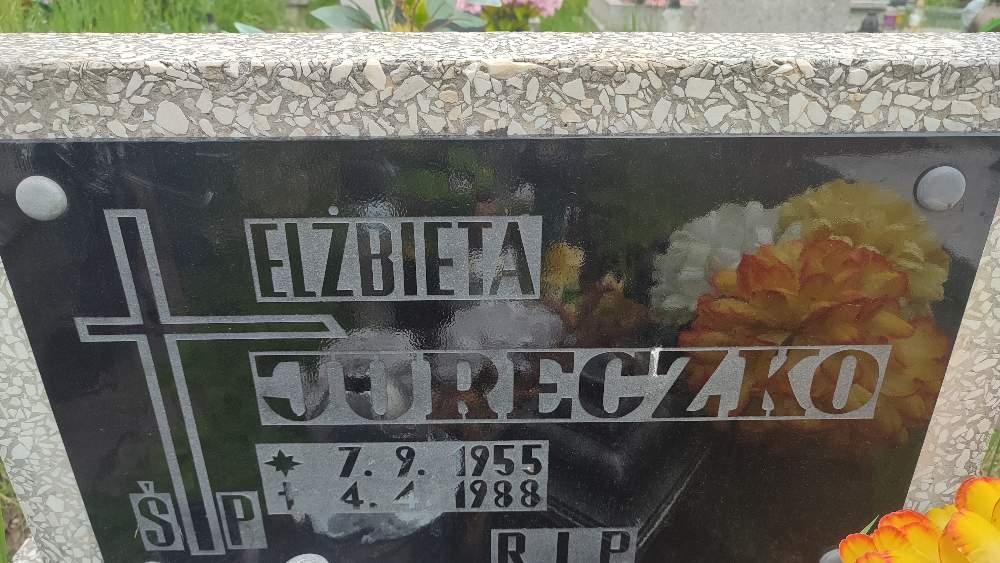 ELŻBIETA
JURECZKO
7. 9. 1955
4. 4. 1988
Ś P
R I P